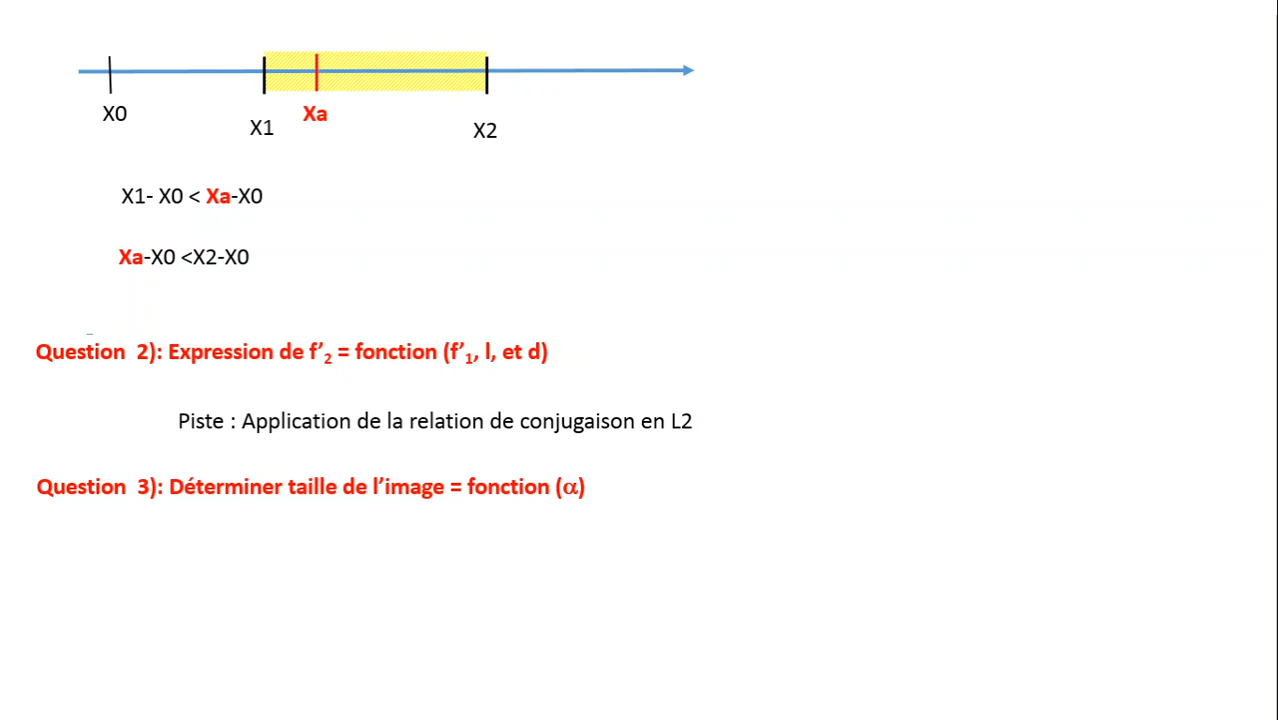 X0
X1
Xa
X2
X1- X0 < Xa-X0
Xa-X0 <X2-X0
Question 2): Expression de f’2 = fonction (f’1, l, et d)
Piste : Application de la relation de conjugaison en L2
Question 3): Déterminer taille de l’image = fonction (α)